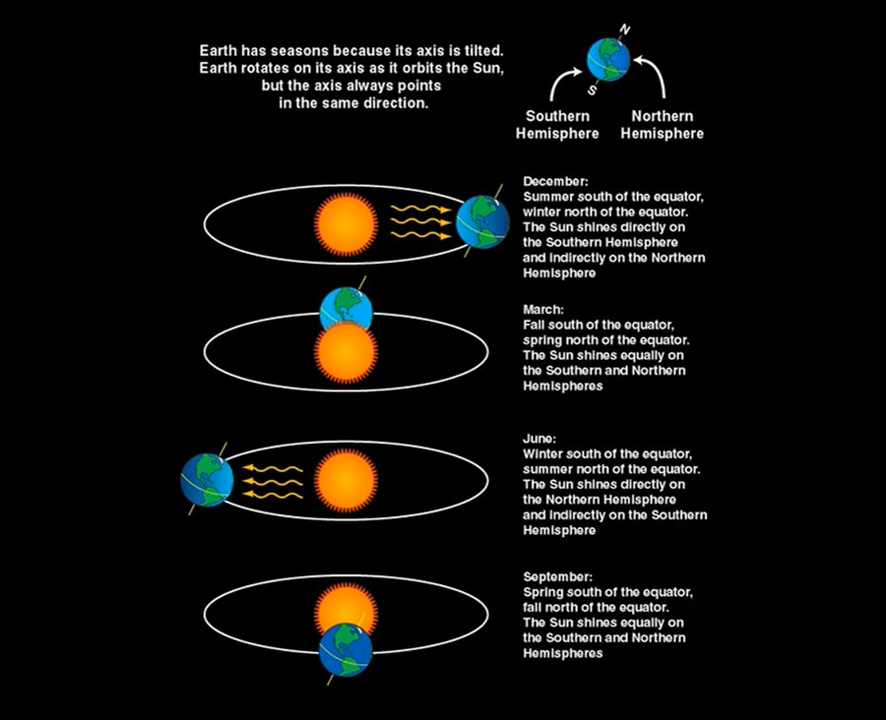 Earth has seasons because its axis is tilted.
Earth rotates on its axis as it orbits the Sun,
but the axis always points
in the same direction.
N
S
Southern
Hemisphere
Northern
Hemisphere
December:
Summer south of the equator,
winter north of the equator.
The Sun shines directly on
the Southern Hemisphere
and indirectly on the Northern
Hemisphere
March:
Fall south of the equator,
spring north of the equator.
The Sun shines equally on
the Southern and Northern
Hemispheres
June:
Winter south of the equator,
summer north of the equator.
The Sun shines directly on
the Northern Hemisphere
and indirectly on the Southern
Hemisphere
September:
Spring south of the equator,
fall north of the equator.
The Sun shines equally on
the Southern and Northern
Hemispheres